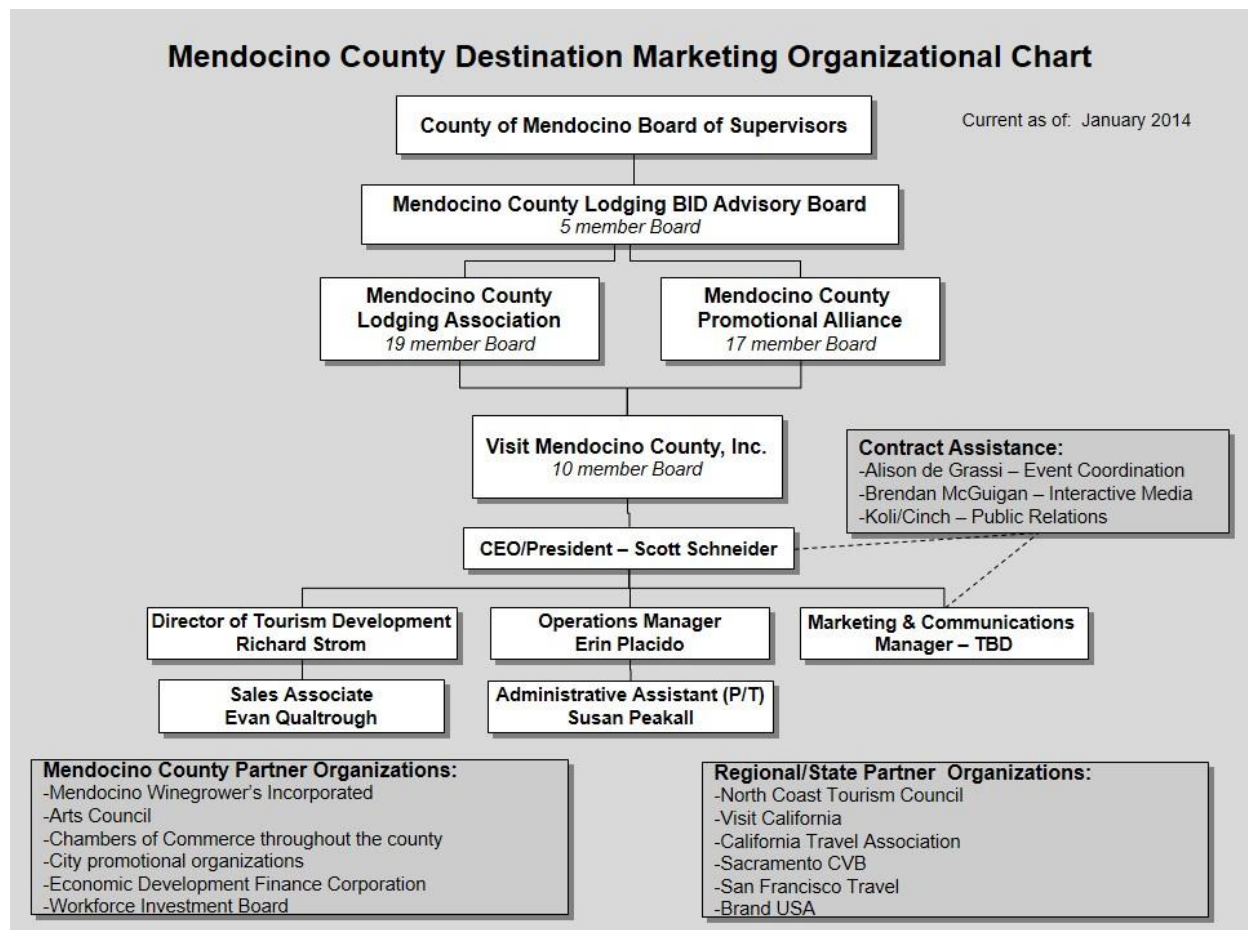 Mendocino County Destination Marketing Organizational Chart
Current as of:  January 2014
County of Mendocino Board of Supervisors
Mendocino County Lodging BID Advisory Board
5 member Board
Mendocino County
Lodging Association
19 member Board
Mendocino County
Promotional Alliance
17 member Board
Visit Mendocino County, Inc.
10 member Board
Contract Assistance:
-Alison de Grassi – Event Coordination
-Brendan McGuigan – Interactive Media
-Koli/Cinch – Public Relations
CEO/President – Scott Schneider
Director of Tourism Development
Richard Strom
Operations Manager
Erin Placido
Marketing & Communications
Manager – TBD
Sales Associate
Evan Qualtrough
Administrative Assistant (P/T)
Susan Peakall
Mendocino County Partner Organizations:
-Mendocino Winegrower's Incorporated
-Arts Council
-Chambers of Commerce throughout the county
-City promotional organizations
-Economic Development Finance Corporation
-Workforce Investment Board
Regional/State Partner  Organizations:
-North Coast Tourism Council
-Visit California
-California Travel Association
-Sacramento CVB
-San Francisco Travel
-Brand USA